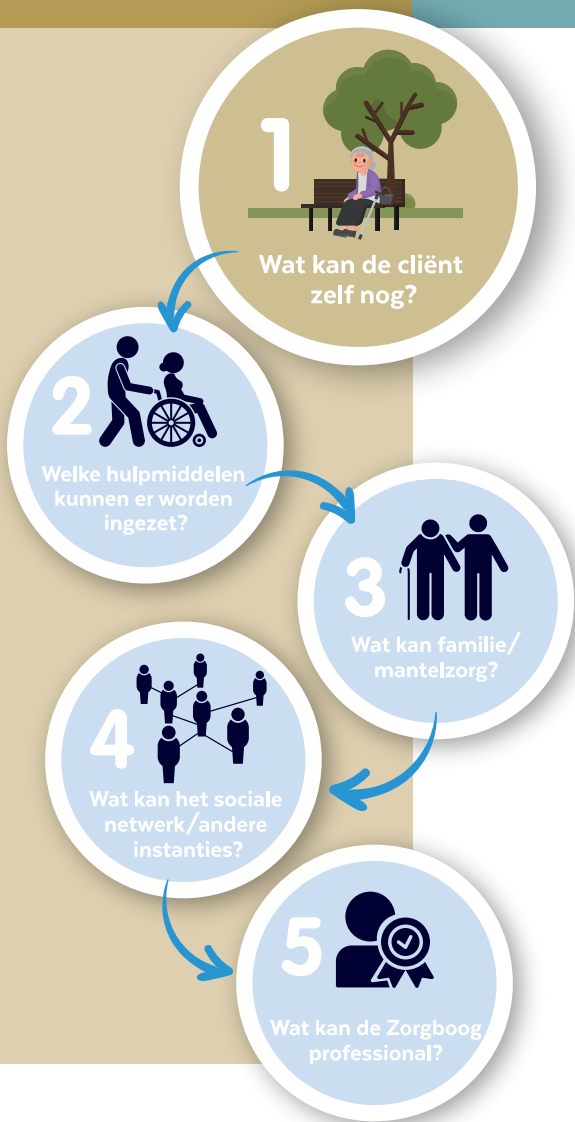 1
Wat kan de cliënt
zelf nog?
2
Welke hulpmiddelen
kunnen er worden
ingezet?
3
Wat kan familie/
mantelzorg?
4
Wat kan het sociale
netwerk/andere
instanties?
5
Wat kan de Zorgboog
professional?